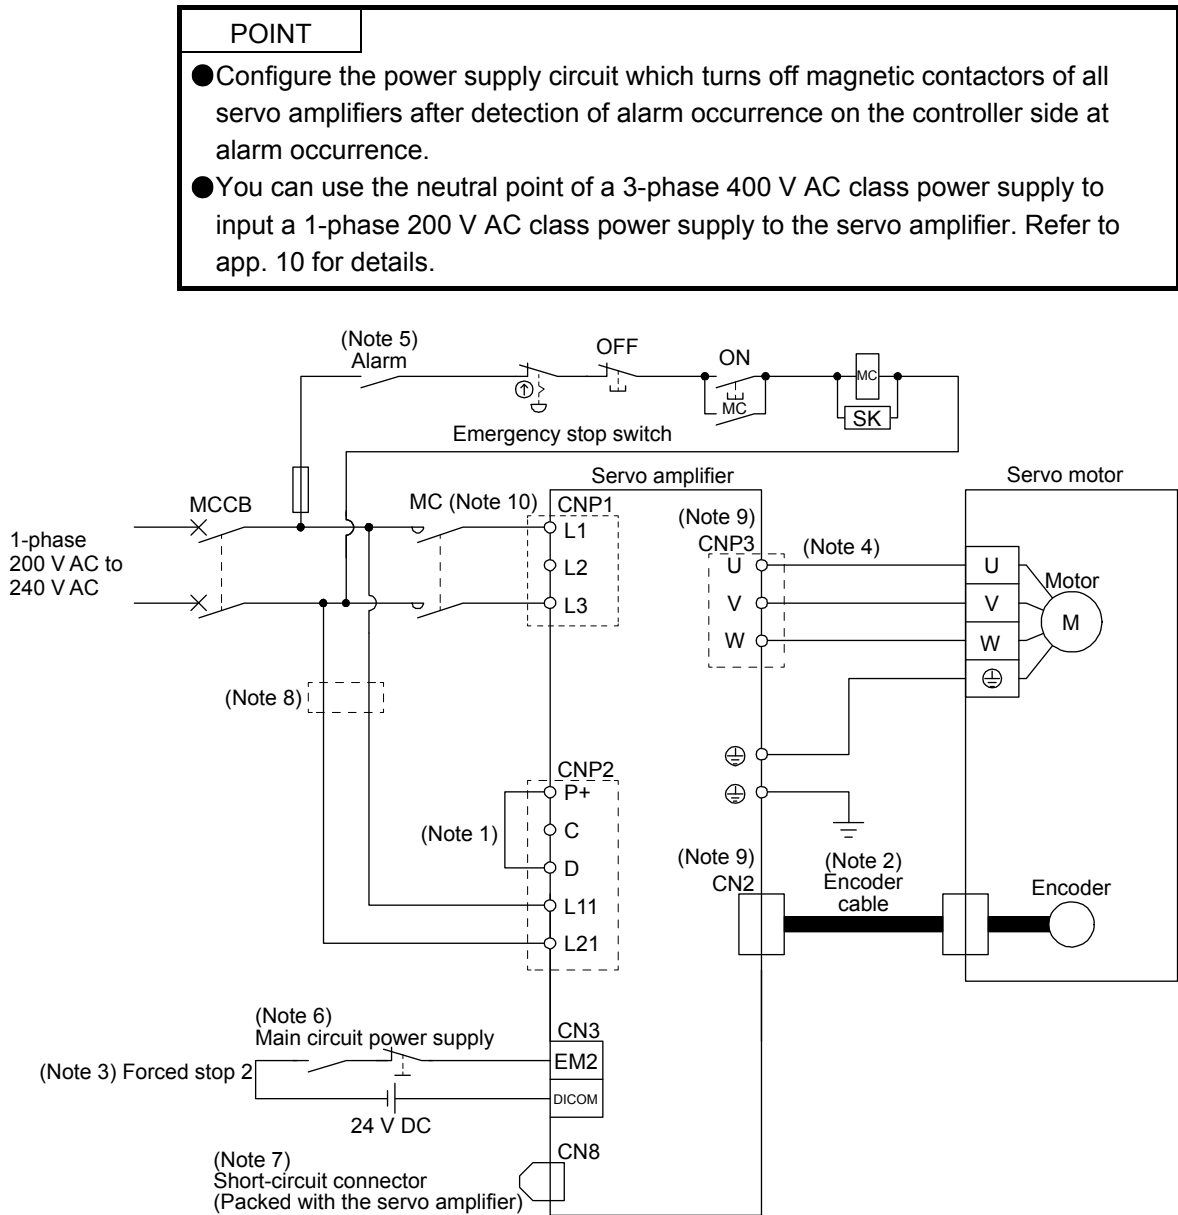 POINT
●Configure the power supply circuit which turns off magnetic contactors of all
servo amplifiers after detection of alarm occurrence on the controller side at
alarm occurrence.
●You can use the neutral point of a 3-phase 400 V AC class power supply to
input a 1-phase 200 V AC class power supply to the servo amplifier. Refer to
app. 10 for details.
(Note 5)
Alarm
OFF
ON
MC
MC
SK
Emergency stop switch
Servo amplifier
Servo motor
MCCB
MC (Note 10)
CNP1
1-phase
200 V AC to
240 V AC
L1
L2
L3
(Note 9)
CNP3
(Note 4)
U
V
W
U
V
W
Motor
M
(Note 8)
CNP2
P+
C
D
L11
L21
(Note 1)
(Note 9)
CN2
(Note 2)
Encoder
cable
Encoder
(Note 6)
Main circuit power supply
(Note 3) Forced stop 2
24 V DC
CN3
EM2
DICOM
CN8
(Note 7)
Short-circuit connector
(Packed with the servo amplifier)